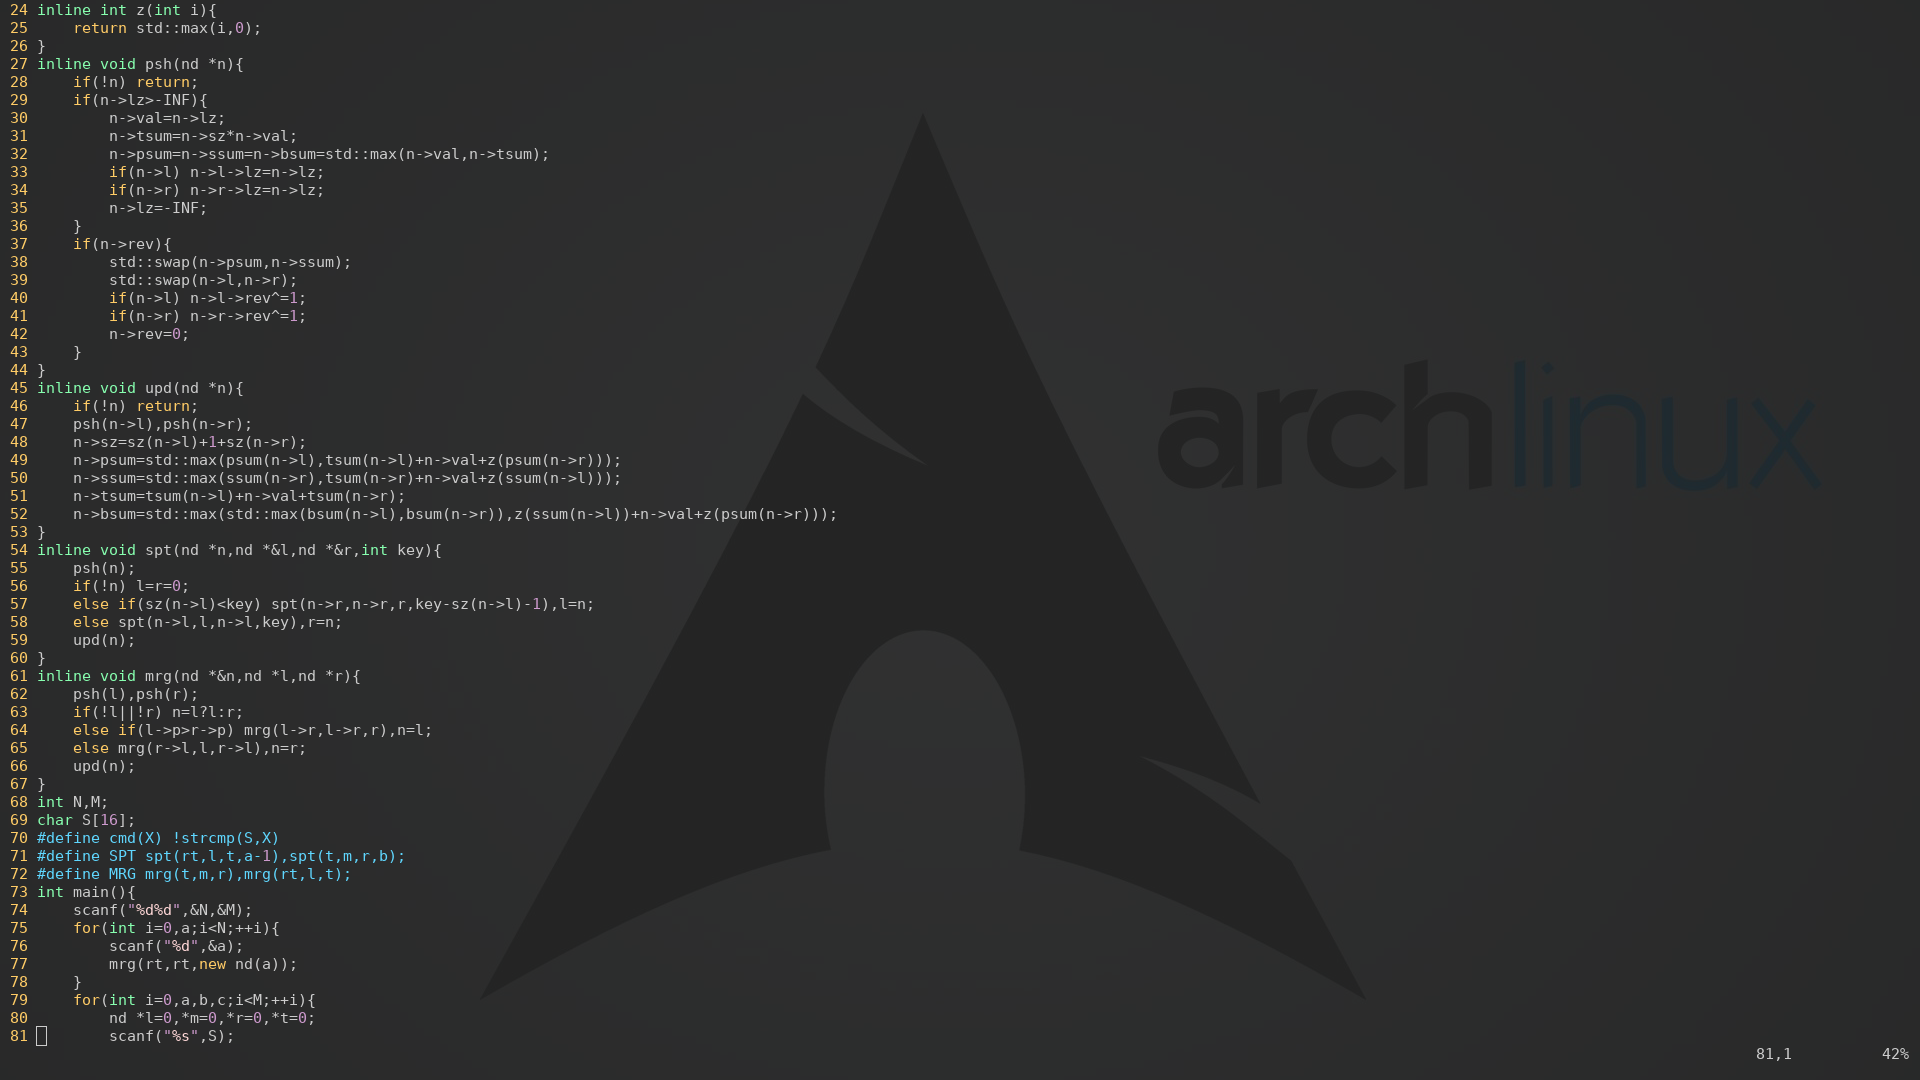 24 inline int z(int i){
25     return std::max(i,0);
26 }
27 inline void psh(nd *n){
28     if(!n) return;
29     if(n->lz>-INF){
30         n->val=n->lz;
31         n->tsum=n->sz*n->val;
32         n->psum=n->ssum=n->bsum=std::max(n->val,n->tsum);
33         if(n->l) n->l->lz=n->lz;
34         if(n->r) n->r->lz=n->lz;
35         n->lz=-INF;
36     }
37     if(n->rev){
38         std::swap(n->psum,n->ssum);
39         std::swap(n->l,n->r);
40         if(n->l) n->l->rev^=1;
41         if(n->r) n->r->rev^=1;
42         n->rev=0;
43     }
44 }
45 inline void upd(nd *n){
46     if(!n) return;
47     psh(n->l),psh(n->r);
48     n->sz=sz(n->l)+1+sz(n->r);
49     n->psum=std::max(psum(n->l),tsum(n->l)+n->val+z(psum(n->r)));
50     n->ssum=std::max(ssum(n->r),tsum(n->r)+n->val+z(ssum(n->l)));
51     n->tsum=tsum(n->l)+n->val+tsum(n->r);
52     n->bsum=std::max(std::max(bsum(n->l),bsum(n->r)),z(ssum(n->l))+n->val+z(psum(n->r)));
53 }
54 inline void spt(nd *n,nd *&l,nd *&r,int key){
55     psh(n);
56     if(!n) l=r=0;
57     else if(sz(n->l)<key) spt(n->r,n->r,r,key-sz(n->l)-1),l=n;
58     else spt(n->l,l,n->l,key),r=n;
59     upd(n);
60 }
61 inline void mrg(nd *&n,nd *l,nd *r){
62     psh(l),psh(r);
63     if(!l||!r) n=l?l:r;
64     else if(l->p>r->p) mrg(l->r,l->r,r),n=l;
65     else mrg(r->l,l,r->l),n=r;
66     upd(n);
67 }
68 int N,M;
69 char S[16];
70 #define cmd(X) !strcmp(S,X)
71 #define SPT spt(rt,l,t,a-1),spt(t,m,r,b);
72 #define MRG mrg(t,m,r),mrg(rt,l,t);
73 int main(){
74     scanf("%d%d",&N,&M);
75     for(int i=0,a;i<N;++i){
76         scanf("%d",&a);
77         mrg(rt,rt,new nd(a));
78     }
79     for(int i=0,a,b,c;i<M;++i){
80         nd *l=0,*m=0,*r=0,*t=0;
81         scanf("%s",S);
81,1 42%
archlinux